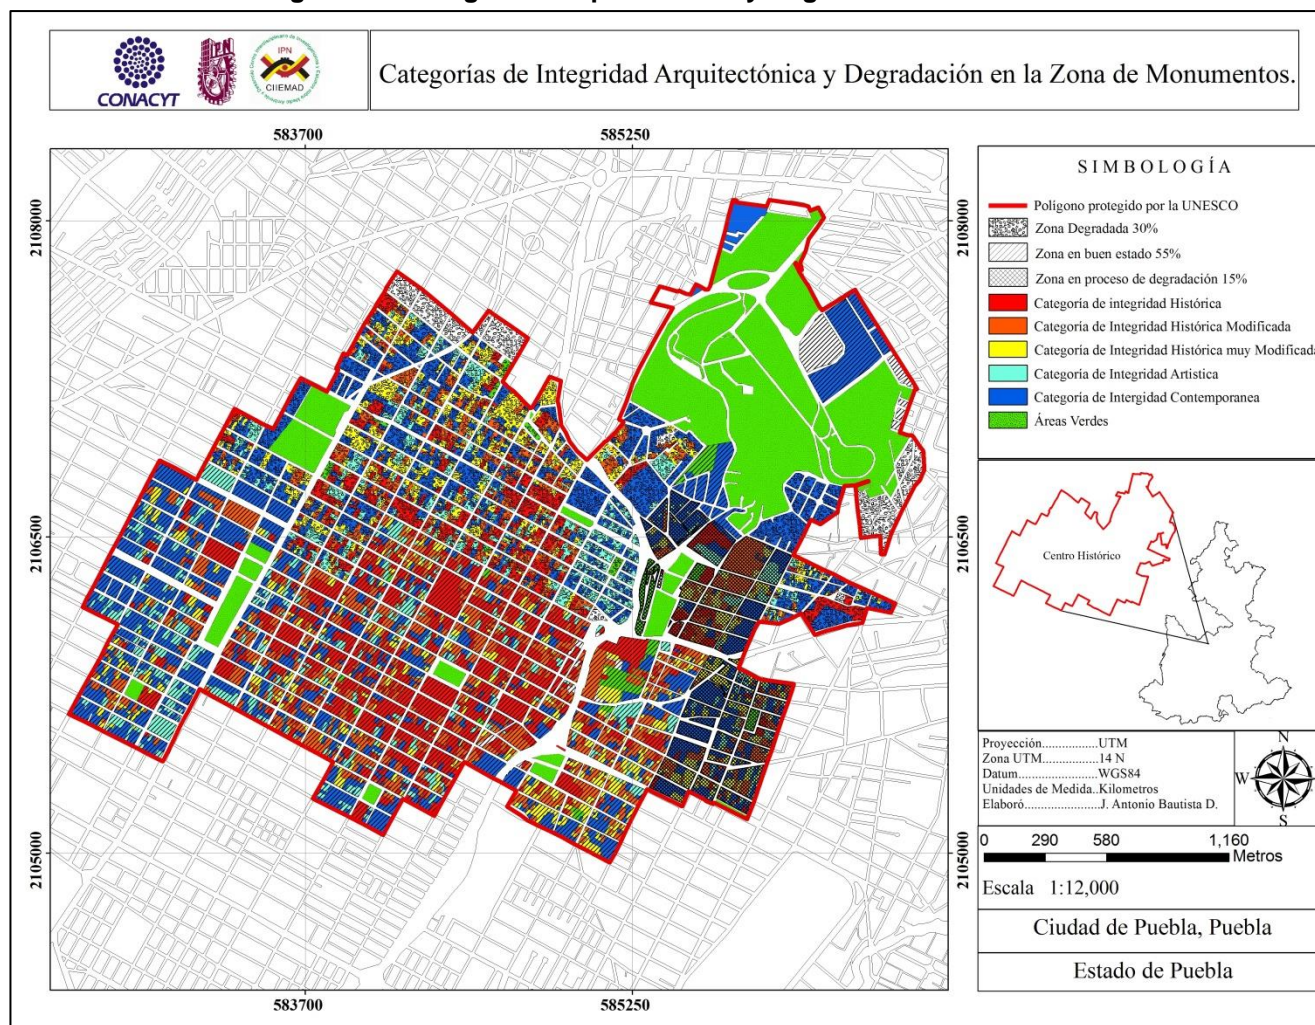 CONACYT
IPN
IPN
CIIEMAD
Categorías de Integridad Arquitectónica y Degradación en la Zona de Monumentos.
583700
585250
2108000
2108000
2106500
2106500
2105000
2105000
583700
585250
SIMBOLOGÍA
Polígono protegido por la UNESCO
Zona Degradada 30%
Zona en buen estado 55%
Zona en proceso de degradación 15%
Categoría de integridad Histórica
Categoría de Integridad Histórica Modificada
Categoría de Integridad Histórica muy Modificada
Categoría de Integridad Artistica
Categoría de Intergidad Contemporanea
Áreas Verdes
Centro Histórico
Proyección................UTM
Zona UTM.................14 N
Datum.......................WGS84
Unidades de Medida..Kilometros
Elaboró.......................J. Antonio Bautista D.
N
W
E
S
0 290 580 1,160
Metros
Escala 1:12,000
Ciudad de Puebla, Puebla
Estado de Puebla